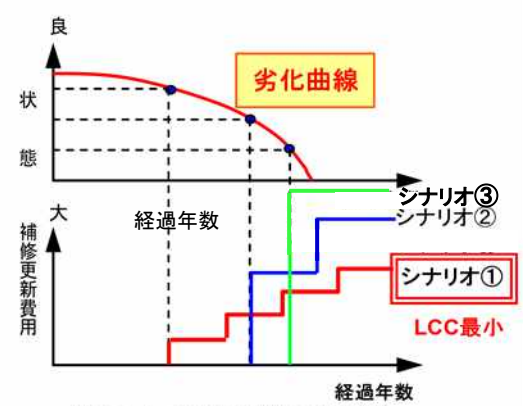 良
劣化曲線
状態
大
経過年数
シナリオ③
シナリオ②
補修更新費用
シナリオ①
LCC最小
経過年数